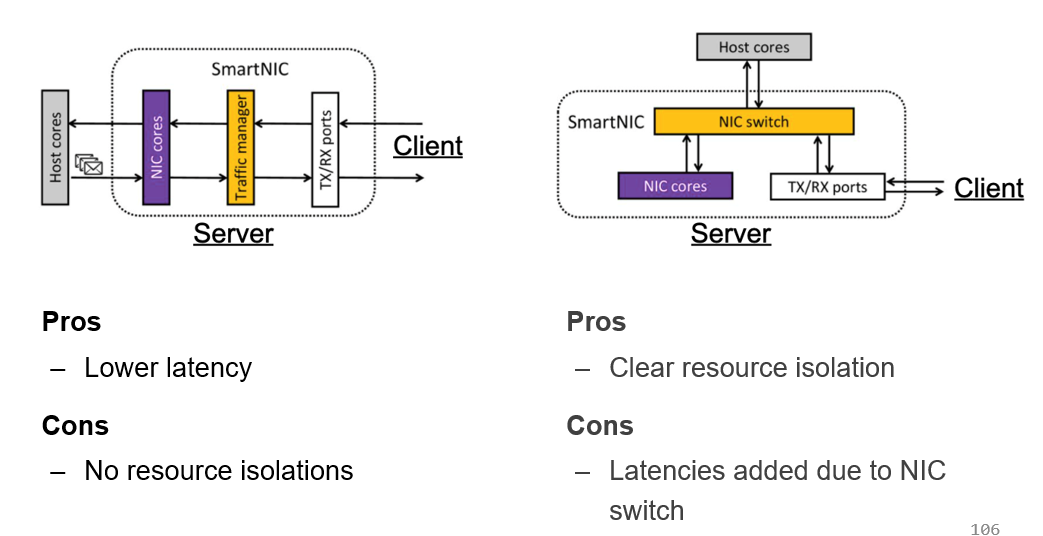 SmartNIC
Host cores
NIC cores
Traffic manager
TX/RX ports
Client
Server
Host cores
SmartNIC
NIC switch
NIC cores
TX/RX ports
Client
Server
Pros
– Lower latency
Cons
– No resource isolations
Pros
– Clear resource isolation
Cons
– Latencies added due to NIC
switch
106